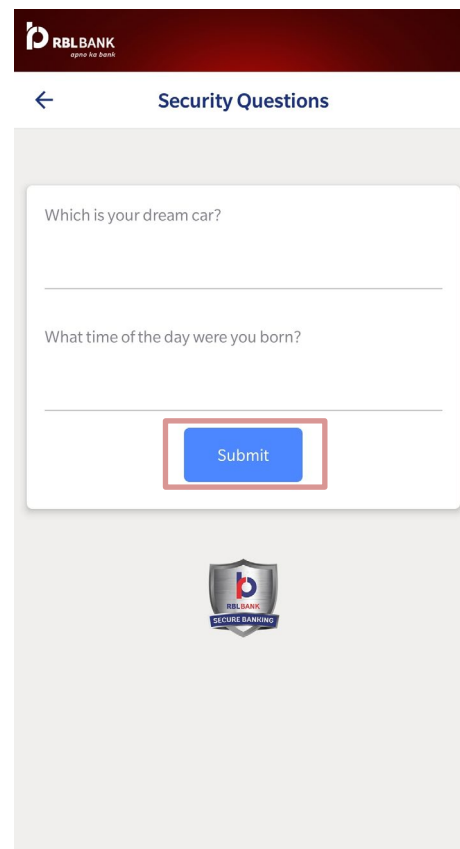 RBLBANK
apno ka bank
Security Questions
Which is your dream car?
What time of the day were you born?
Submit
RBLBANK
SECURE BANKING